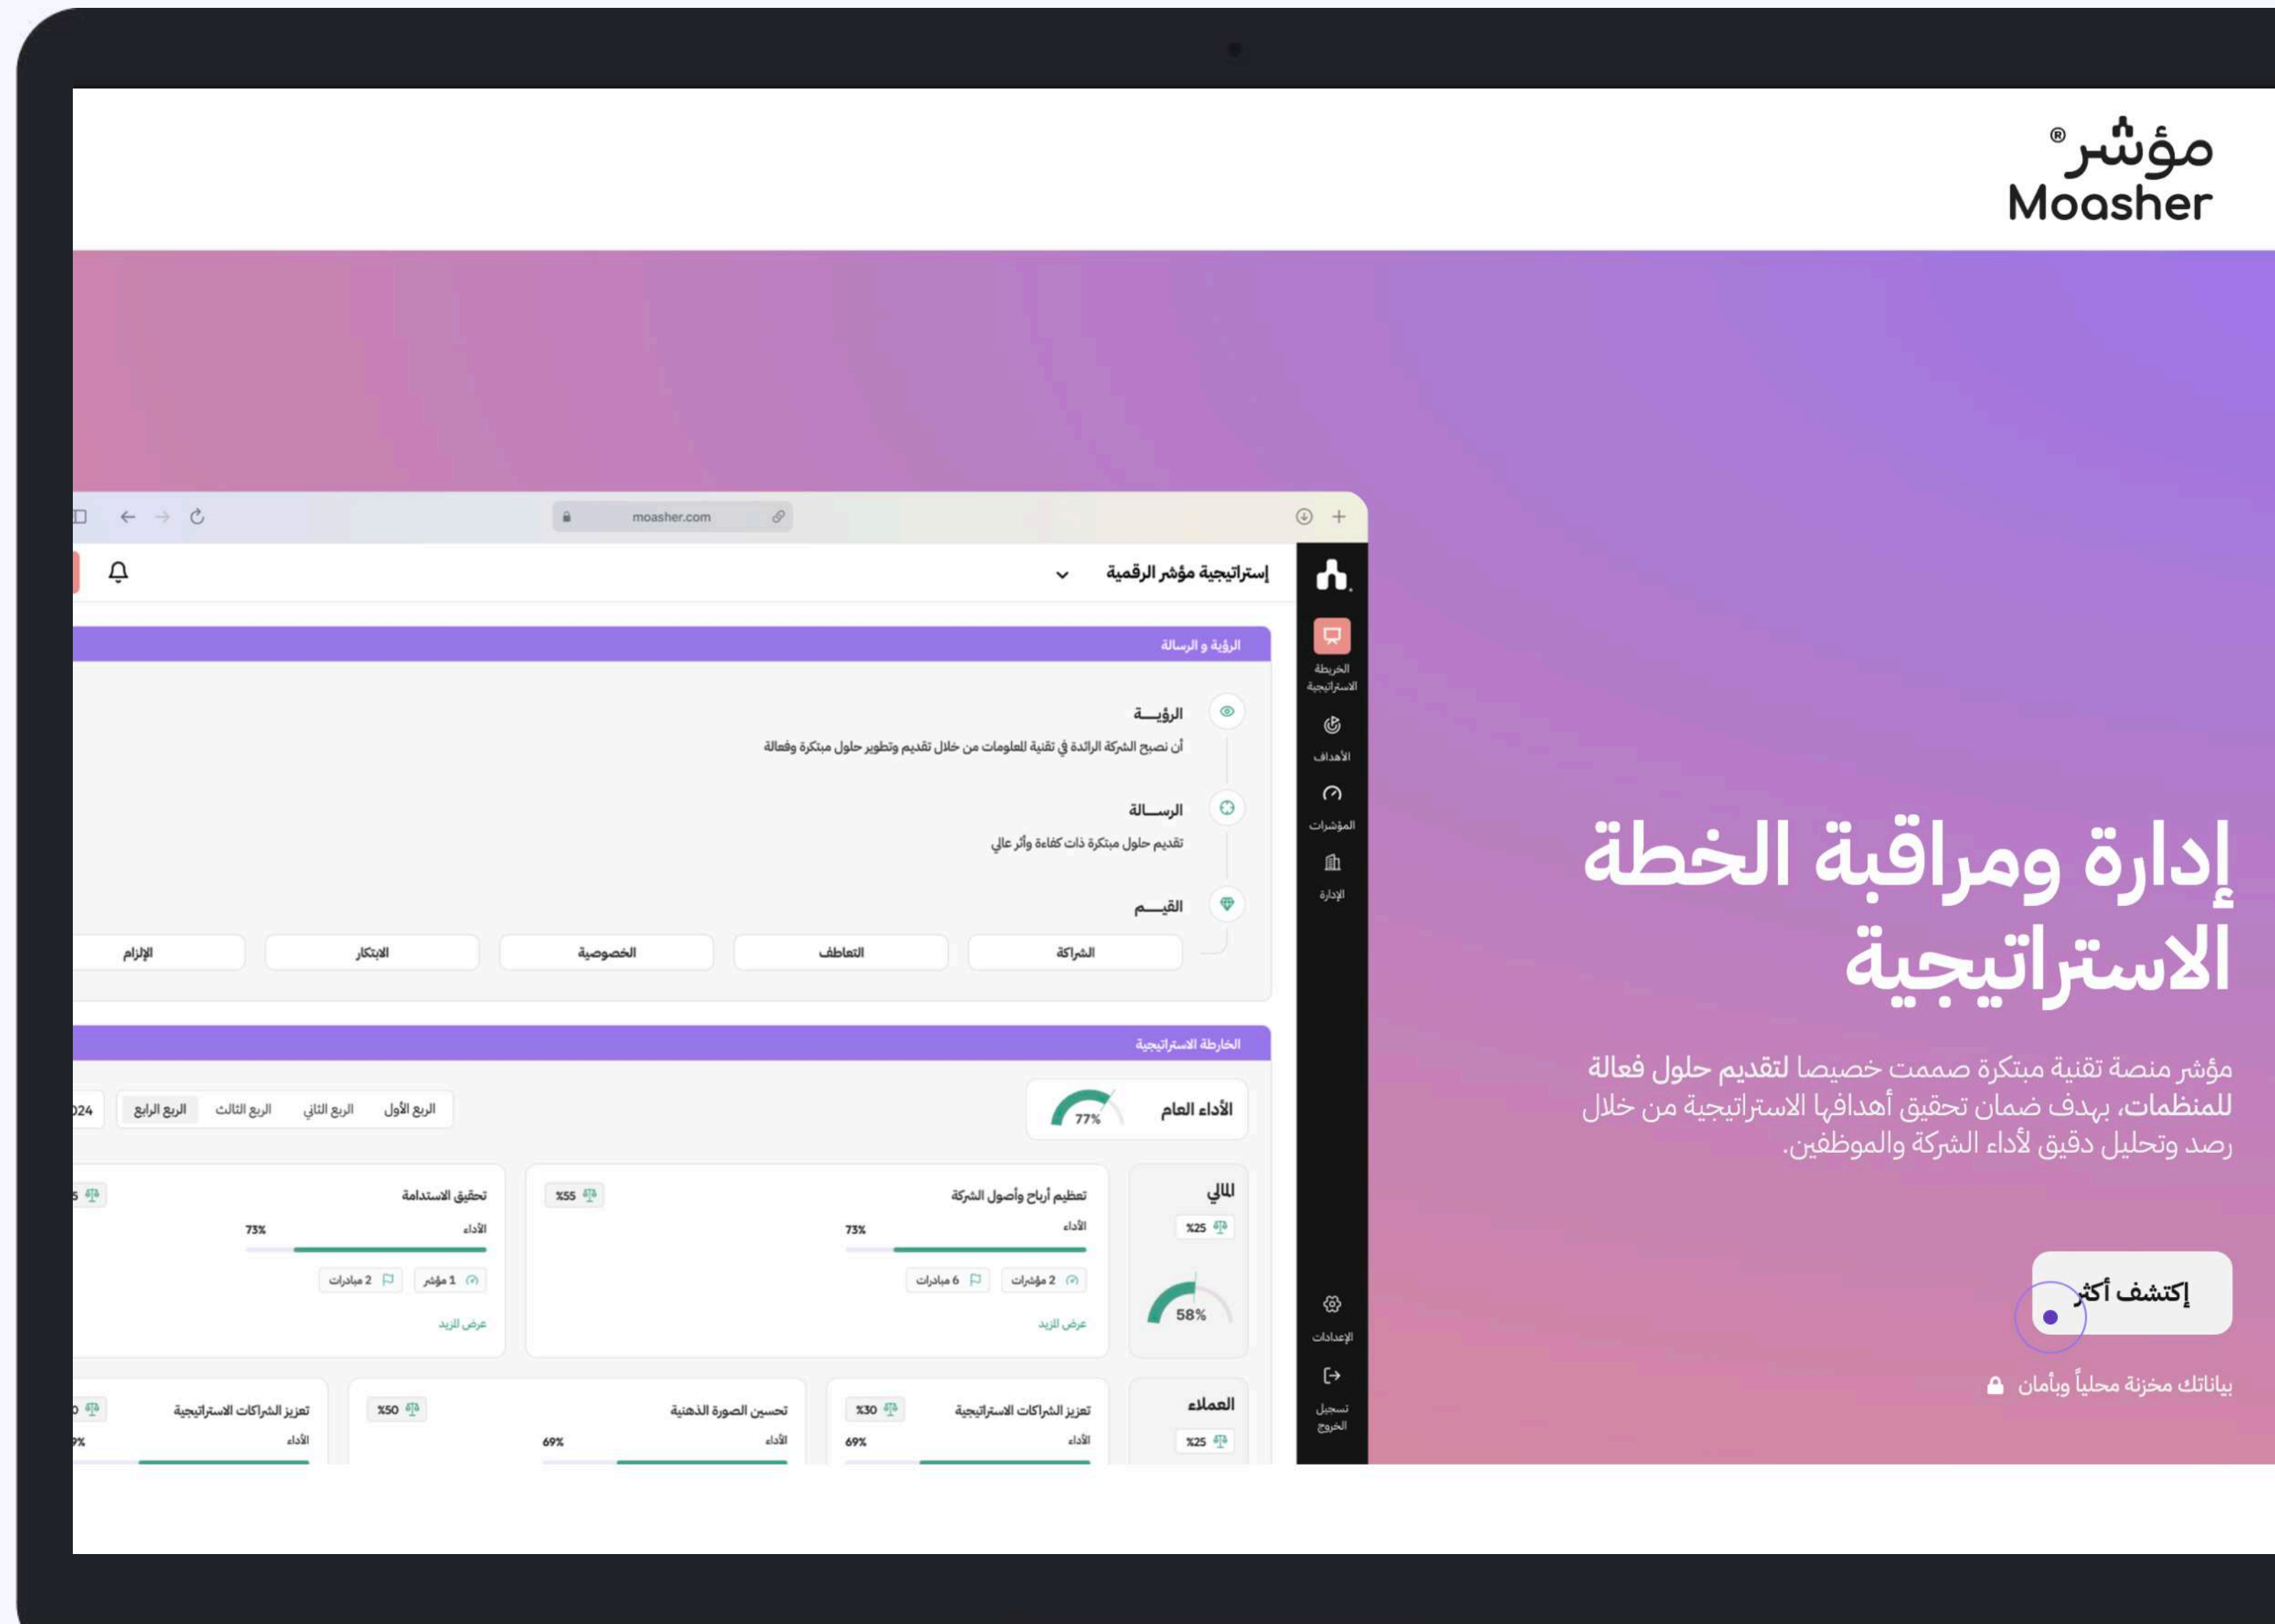 مؤشر®
Moasher
إدارة ومراقبة الخطة
الاستراتيجية
مؤشر منصة تقنية مبتكرة صممت خصيصا لتقديم حلول فعالة
للمنظمات، بهدف ضمان تحقيق أهدافها الاستراتيجية من خلال
رصد وتحليل دقيق لأداء الشركة والموظفين.
إكتشف أكثر
بياناتك مخزنة محلياً وبأمان
moasher.com
الخريطة
الاستراتيجية
الأهداف
المؤشرات
الإدارة
الإعدادات
تسجيل
الخروج
إستراتيجية مؤشر الرقمية
الرؤية و الرسالة
الرؤيـــة
أن نصبح الشركة الرائدة في تقنية المعلومات من خلال تقديم وتطوير حلول مبتكرة وفعالة
الرســـالة
تقديم حلول مبتكرة ذات كفاءة وأثر عالي
القيـــم
الشراكة التعاطف الخصوصية الابتكار الإلزام
الخارطة الاستراتيجية
الأداء العام 77% الربع الأول الربع الثاني الربع الثالث الربع الرابع
المالي
%25
58%
تعظيم أرباح وأصول الشركة %55
الأداء 73%
2 مؤشرات 6 مبادرات
عرض المزيد
تحقيق الاستدامة
الأداء 73%
1 مؤشر 2 مبادرات
عرض المزيد
العملاء
%25
تعزيز الشراكات الاستراتيجية %30
الأداء 69%
تحسين الصورة الذهنية %50
الأداء 69%
تعزيز الشراكات الاستراتيجية
الأداء